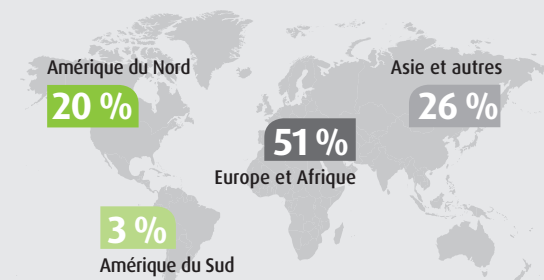 Amérique du Nord
20 %
Asie et autres
26 %
51 %
Europe et Afrique
3 %
Amérique du Sud